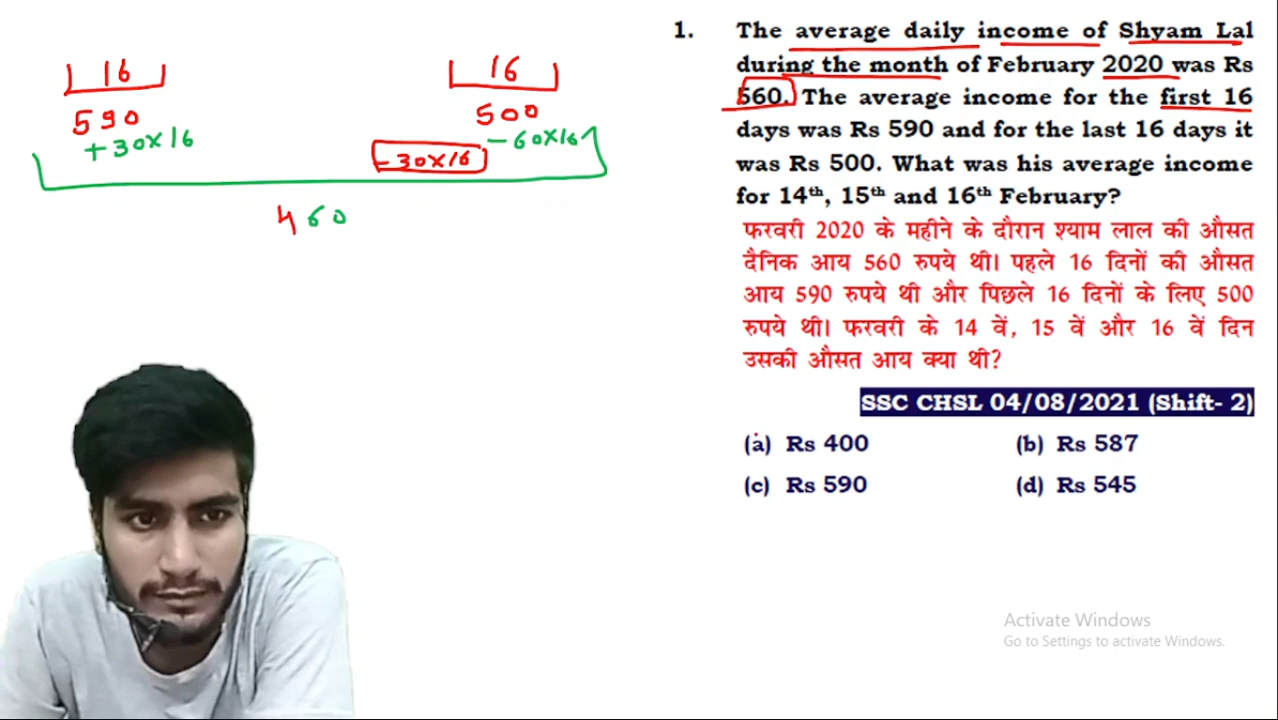 16
16
590
500
+30×16
-60×16
-30×16
460
1. The average daily income of Shyam Lal
during the month of February 2020 was Rs
560. The average income for the first 16
days was Rs 590 and for the last 16 days it
was Rs 500. What was his average income
for 14th, 15th and 16th February?
फरवरी 2020 के महीने के दौरान श्याम लाल की औसत
दैनिक आय 560 रुपये थी। पहले 16 दिनों की औसत
आय 590 रुपये थी और पिछले 16 दिनों के लिए 500
रुपये थी। फरवरी के 14 वें, 15 वें और 16 वें दिन
उसकी औसत आय क्या थी?
SSC CHSL 04/08/2021 (Shift- 2)
(a) Rs 400 (b) Rs 587
(c) Rs 590 (d) Rs 545
Activate Windows
Go to Settings to activate Windows.